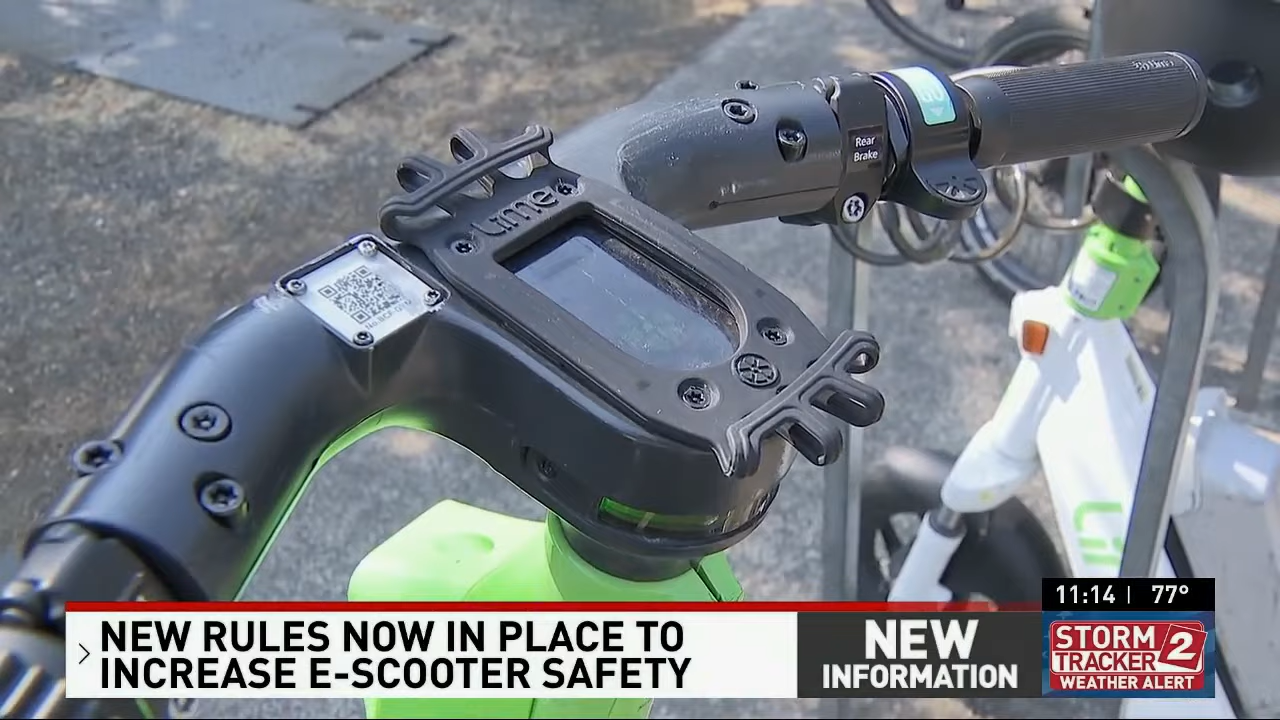 Rear
Brake
Lime
NEW RULES NOW IN PLACE TO
INCREASE E-SCOOTER SAFETY
NEW
INFORMATION
11:14 | 77°
STORM
TRACKER 2
WEATHER ALERT